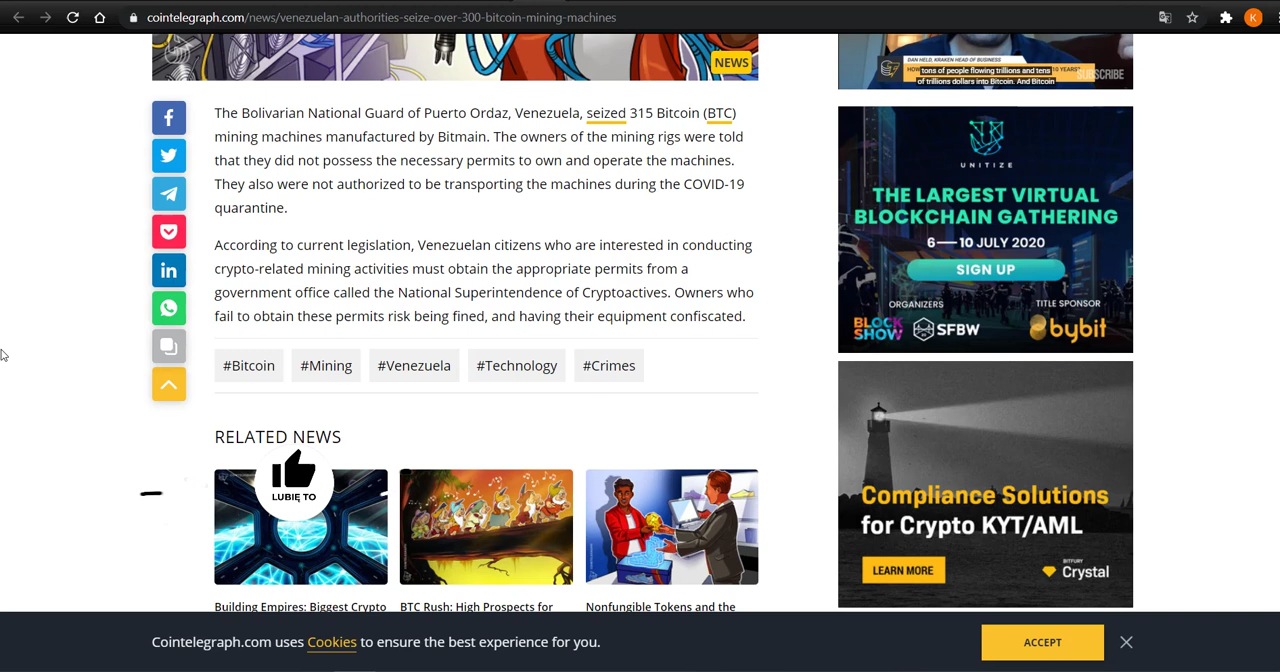 cointelegraph.com/news/venezuelan-authorities-seize-over-300-bitcoin-mining-machines
K
NEWS
The Bolivarian National Guard of Puerto Ordaz, Venezuela, seized 315 Bitcoin (BTC)
mining machines manufactured by Bitmain. The owners of the mining rigs were told
that they did not possess the necessary permits to own and operate the machines.
They also were not authorized to be transporting the machines during the COVID-19
quarantine.
According to current legislation, Venezuelan citizens who are interested in conducting
crypto-related mining activities must obtain the appropriate permits from a
government office called the National Superintendence of Cryptoactives. Owners who
fail to obtain these permits risk being fined, and having their equipment confiscated.
#Bitcoin
#Mining
#Venezuela
#Technology
#Crimes
RELATED NEWS
LUBIĘ TO
Building Empires: Biggest Crypto
BTC Rush: High Prospects for
Nonfungible Tokens and the
DAN HELD, KRAKEN HEAD OF BUSINESS
tons of people flowing trillions and tens
of trillions dollars into Bitcoin. And Bitcoin
SUBSCRIBE
UNITIZE
THE LARGEST VIRTUAL
BLOCKCHAIN GATHERING
6—10 JULY 2020
SIGN UP
ORGANIZERS
TITLE SPONSOR
BLOCK
SHOW
SFBW
bybit
Compliance Solutions
for Crypto KYT/AML
LEARN MORE
BITFURY
Crystal
Cointelegraph.com uses Cookies to ensure the best experience for you.
ACCEPT